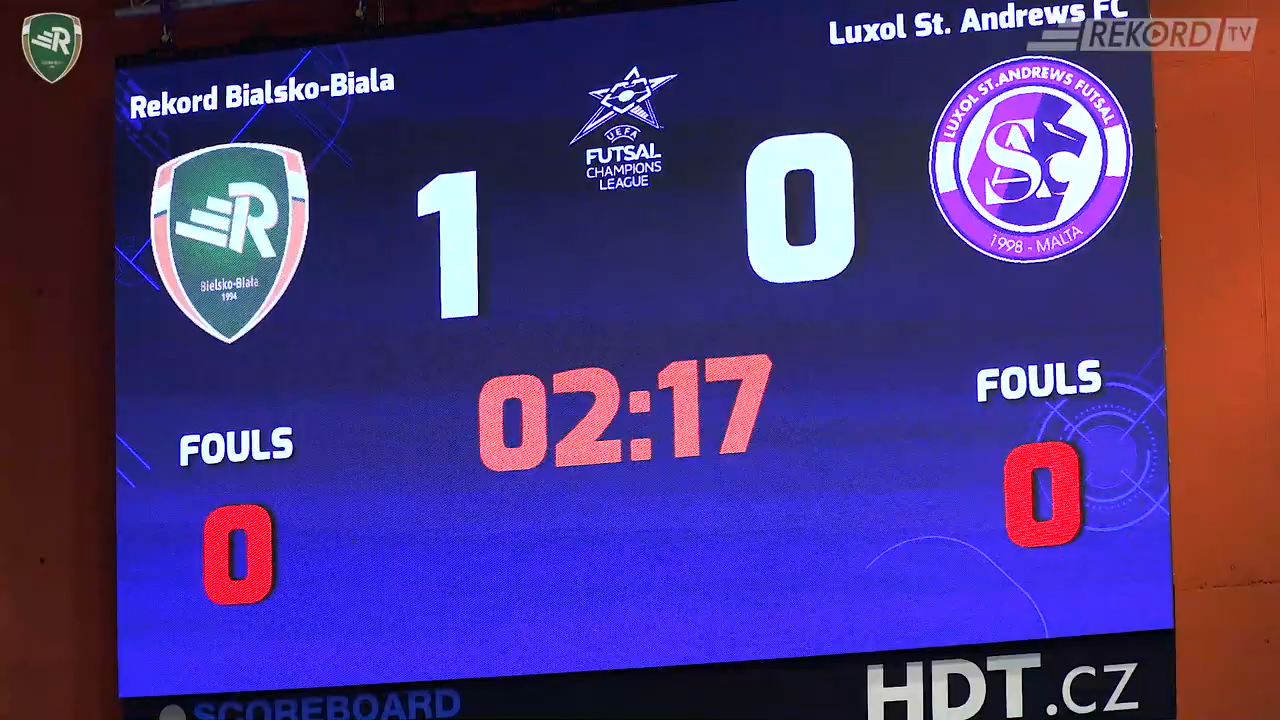 REKORD TV
Luxol St. Andrews FC
Rekord Bialsko-Biala
UEFA
FUTSAL
CHAMPIONS
LEAGUE
1
0
R
Bielsko-Biała
1994
LUXOL ST.ANDREWS FUTSAL
1998 - MALTA
02:17
FOULS
FOULS
0
0
HDT.CZ
SCOREBOARD